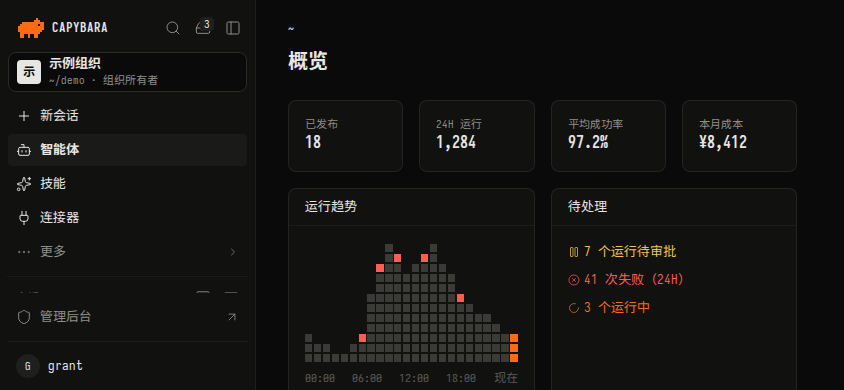 CAPYBARA
3
示 示例组织
~/demo · 组织所有者
新会话
智能体
技能
连接器
更多
管理后台
G grant
~
概览
已发布
18
24H 运行
1,284
平均成功率
97.2%
本月成本
¥8,412
运行趋势
00:00 06:00 12:00 18:00 现在
待处理
7 个运行待审批
41 次失败 (24H)
3 个运行中